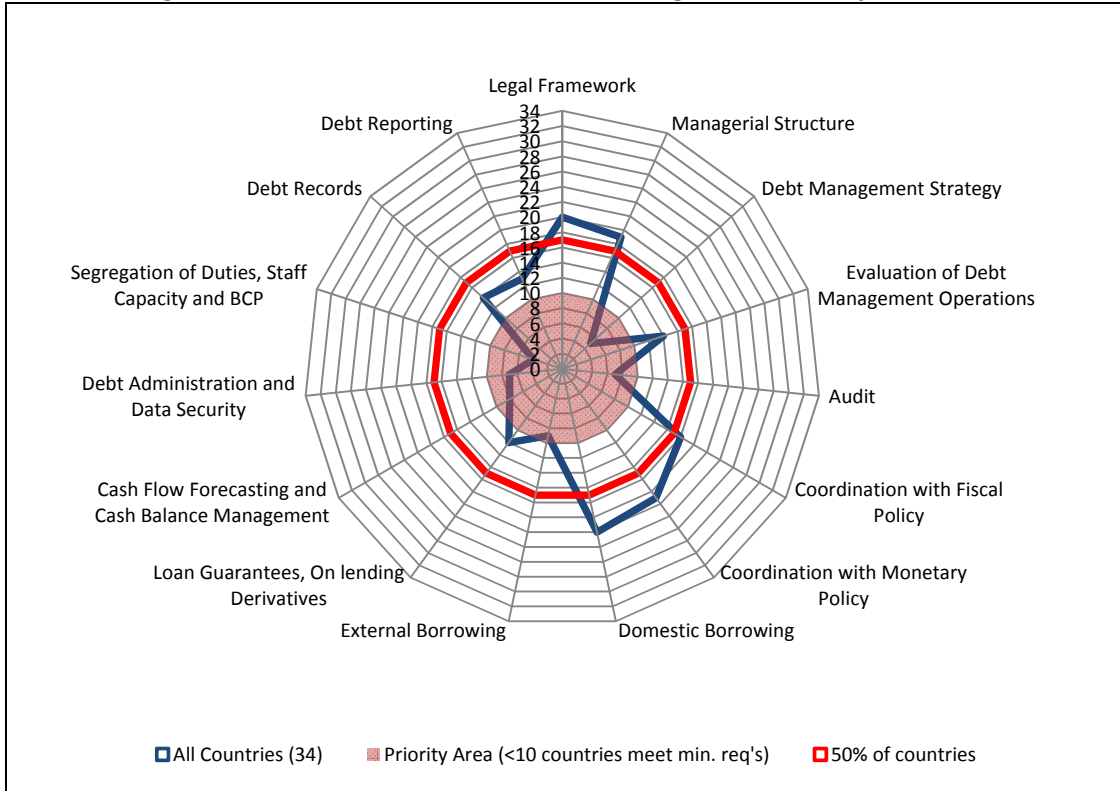 Legal Framework
Managerial Structure
Debt Management Strategy
Evaluation of Debt
Management Operations
Audit
Coordination with Fiscal
Policy
Coordination with Monetary
Policy
Domestic Borrowing
External Borrowing
Loan Guarantees, On lending
Derivatives
Cash Flow Forecasting and
Cash Balance Management
Debt Administration and
Data Security
Segregation of Duties, Staff
Capacity and BCP
Debt Records
Debt Reporting
34
32
30
28
26
24
22
20
18
16
14
12
10
8
6
4
2
0
All Countries (34)
Priority Area (<10 countries meet min. req's)
50% of countries